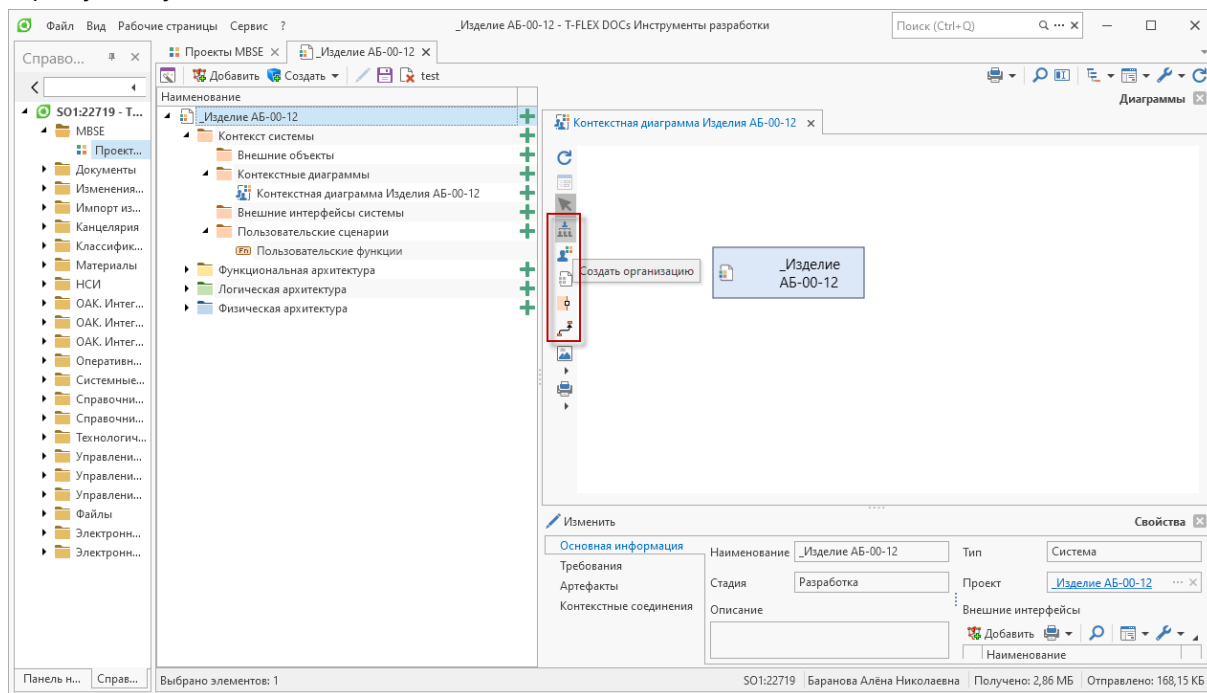 Файл Вид Рабочие страницы Сервис ? _Изделие АБ-00-12 - T-FLEX DOCs Инструменты разработки Поиск (Ctrl+Q)
Справо...
Проекты MBSE
_Изделие АБ-00-12
Добавить Создать test
SO1:22719 - T...
MBSE
Проект...
Документы
Изменения...
Импорт из...
Канцелярия
Классифик...
Материалы
НСИ
ОАК. Интег...
ОАК. Интег...
ОАК. Интег...
Оперативн...
Системные...
Справочни...
Справочни...
Технологич...
Управлени...
Управлени...
Управлени...
Файлы
Электронн...
Электронн...
Панель н... Справ...
Наименование
_Изделие АБ-00-12
Контекст системы
Внешние объекты
Контекстные диаграммы
Контекстная диаграмма Изделия АБ-00-12
Внешние интерфейсы системы
Пользовательские сценарии
Fn Пользовательские функции
Функциональная архитектура
Логическая архитектура
Физическая архитектура
Диаграммы
Контекстная диаграмма Изделия АБ-00-12
Создать организацию
_Изделие
АБ-00-12
Изменить
Свойства
Основная информация
Требования
Артефакты
Контекстные соединения
Наименование _Изделие АБ-00-12 Тип Система
Стадия Разработка Проект _Изделие АБ-00-12
Описание Внешние интерфейсы
Добавить
Наименование
Выбрано элементов: 1 SO1:22719 Баранова Алёна Николаевна Получено: 2,86 МБ Отправлено: 168,15 КБ